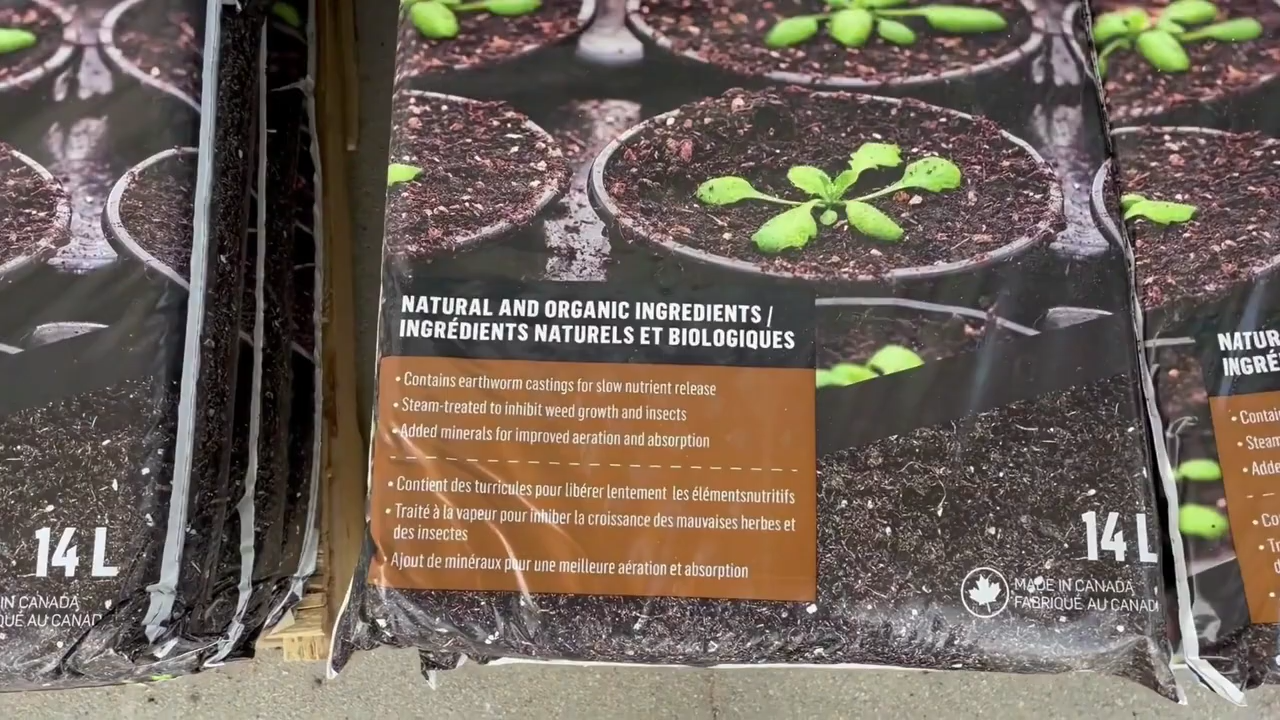 NATURAL AND ORGANIC INGREDIENTS /
INGRÉDIENTS NATURELS ET BIOLOGIQUES
• Contains earthworm castings for slow nutrient release
• Steam-treated to inhibit weed growth and insects
• Added minerals for improved aeration and absorption
• Contient des turricules pour libérer lentement les élémentsnutritifs
• Traité à la vapeur pour inhiber la croissance des mauvaises herbes et
des insectes
• Ajout de minéraux pour une meilleure aération et absorption
14 L
MADE IN CANADA
FABRIQUÉ AU CANAD
14 L
IN CANADA
QUÉ AU CANAD
NATUR
INGRÉ
• Contai
• Steam
• Adde
• Co
• Tr
d